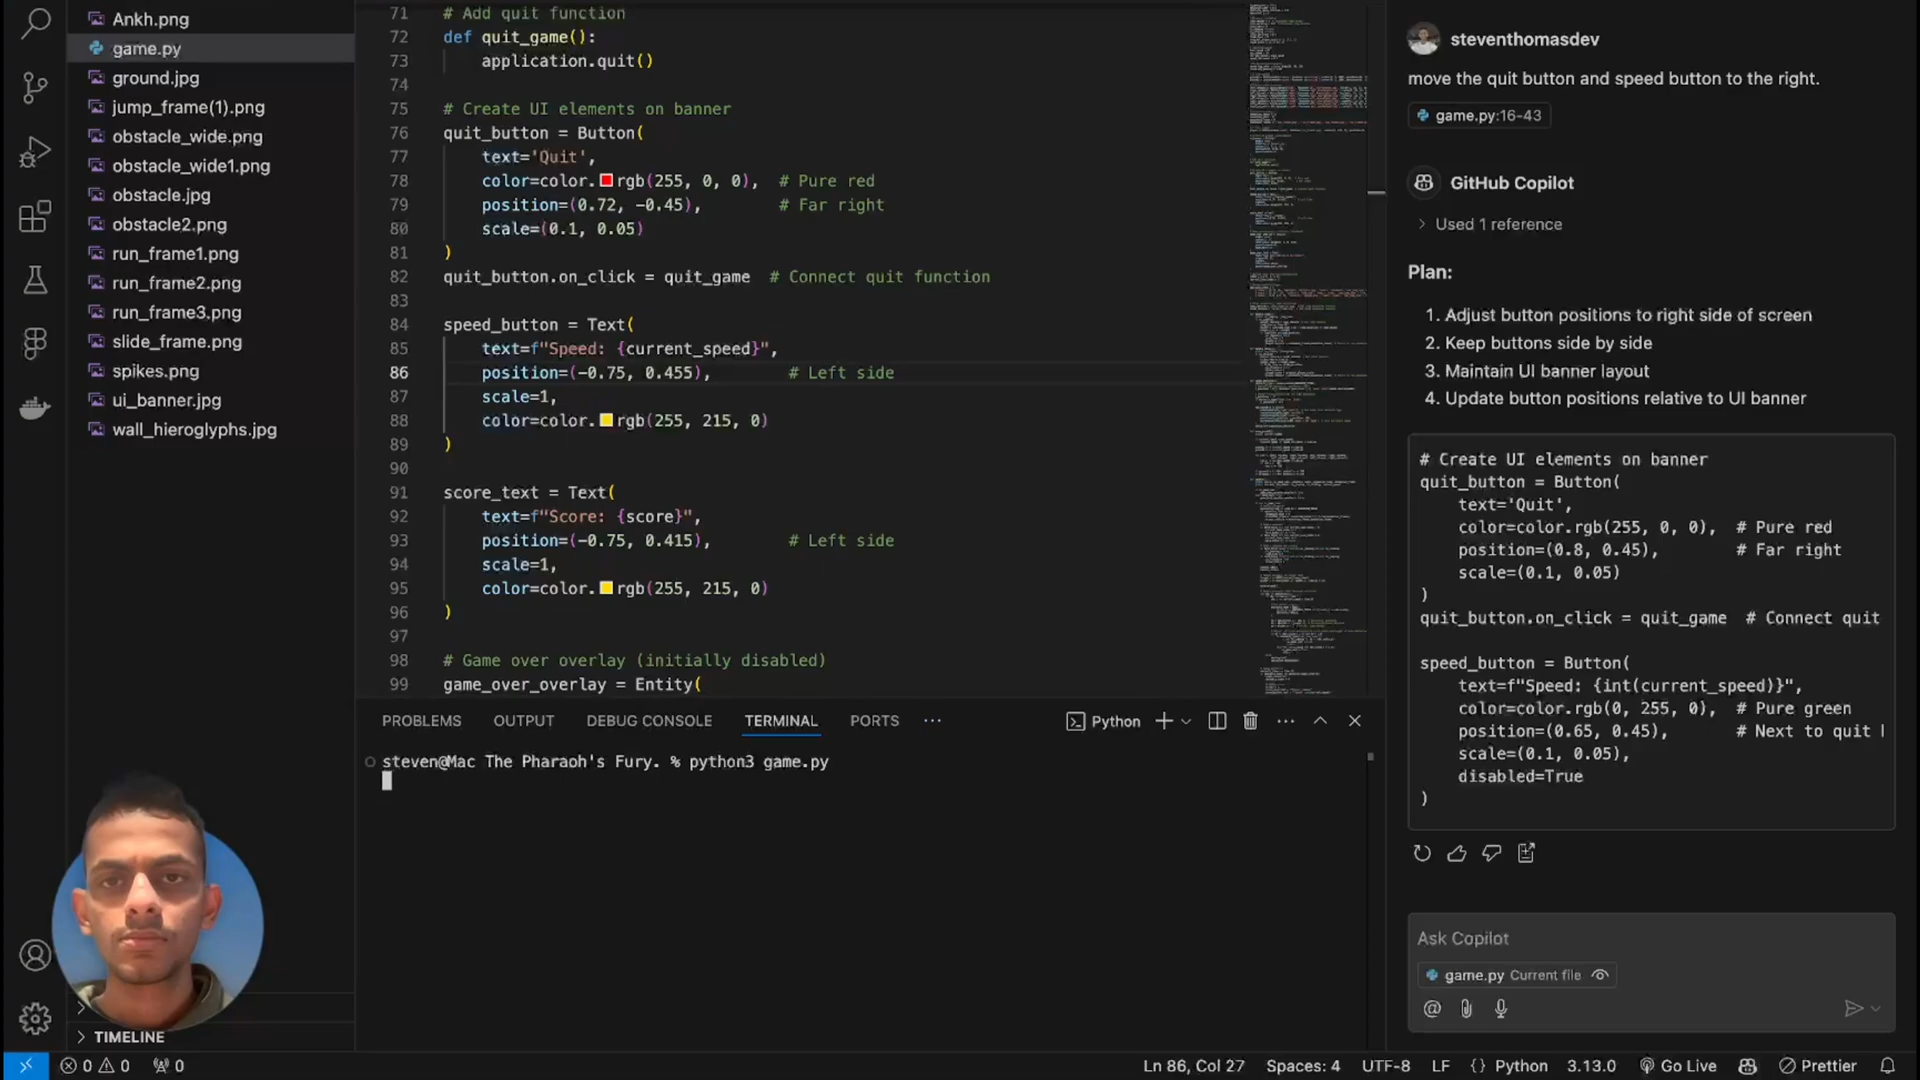 Ankh.png
game.py
ground.jpg
jump_frame(1).png
obstacle_wide.png
obstacle_wide1.png
obstacle.jpg
obstacle2.png
run_frame1.png
run_frame2.png
run_frame3.png
slide_frame.png
spikes.png
ui_banner.jpg
wall_hieroglyphs.jpg
TIMELINE
71 # Add quit function
72 def quit_game():
73 application.quit()
74
75 # Create UI elements on banner
76 quit_button = Button(
77 text='Quit',
78 color=color.rgb(255, 0, 0), # Pure red
79 position=(0.72, -0.45), # Far right
80 scale=(0.1, 0.05)
81 )
82 quit_button.on_click = quit_game # Connect quit function
83
84 speed_button = Text(
85 text=f"Speed: {current_speed}",
86 position=(-0.75, 0.455), # Left side
87 scale=1,
88 color=color.rgb(255, 215, 0)
89 )
90
91 score_text = Text(
92 text=f"Score: {score}",
93 position=(-0.75, 0.415), # Left side
94 scale=1,
95 color=color.rgb(255, 215, 0)
96 )
97
98 # Game over overlay (initially disabled)
99 game_over_overlay = Entity(
PROBLEMS OUTPUT DEBUG CONSOLE TERMINAL PORTS ... Python
steven@Mac The Pharaoh's Fury. % python3 game.py
steventhomasdev
move the quit button and speed button to the right.
game.py:16-43
GitHub Copilot
> Used 1 reference
Plan:
1. Adjust button positions to right side of screen
2. Keep buttons side by side
3. Maintain UI banner layout
4. Update button positions relative to UI banner
# Create UI elements on banner
quit_button = Button(
text='Quit',
color=color.rgb(255, 0, 0), # Pure red
position=(0.8, 0.45), # Far right
scale=(0.1, 0.05)
)
quit_button.on_click = quit_game # Connect quit
speed_button = Button(
text=f"Speed: {int(current_speed)}",
color=color.rgb(0, 255, 0), # Pure green
position=(0.65, 0.45), # Next to quit
scale=(0.1, 0.05),
disabled=True
)
Ask Copilot
game.py Current file
0 0 0 Ln 86, Col 27 Spaces: 4 UTF-8 LF {} Python 3.13.0 Go Live Prettier